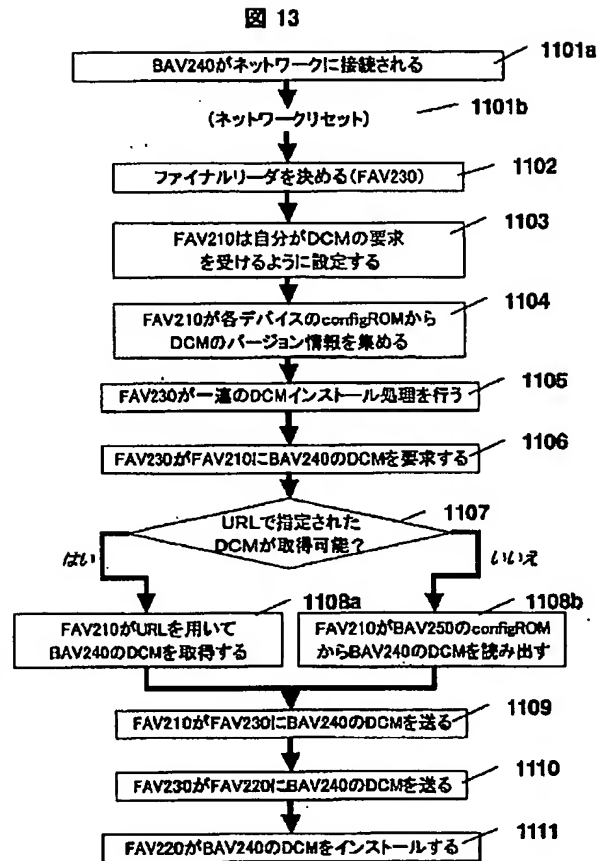 図 13
BAV240がネットワークに接続される
1101a
(ネットワークリセット)
1101b
ファイナルリーダを決める(FAV230)
1102
FAV210は自分がDCMの要求
を受けるように設定する
1103
FAV210が各デバイスのconfigROMから
DCMのバージョン情報を集める
1104
FAV230が一連のDCMインストール処理を行う
1105
FAV230がFAV210にBAV240のDCMを要求する
1106
URLで指定された
DCMが取得可能?
1107
はい
いいえ
FAV210がURLを用いて
BAV240のDCMを取得する
1108a
FAV210がBAV250のconfigROM
からBAV240のDCMを読み出す
1108b
FAV210がFAV230にBAV240のDCMを送る
1109
FAV230がFAV220にBAV240のDCMを送る
1110
FAV220がBAV240のDCMをインストールする
1111